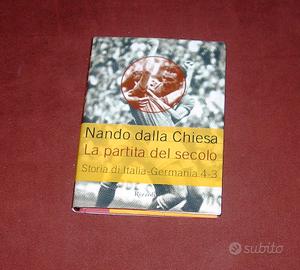 Nando dalla Chiesa
La partita del secolo
Storia di Italia-Germania 4-3
Rizzoli
subito